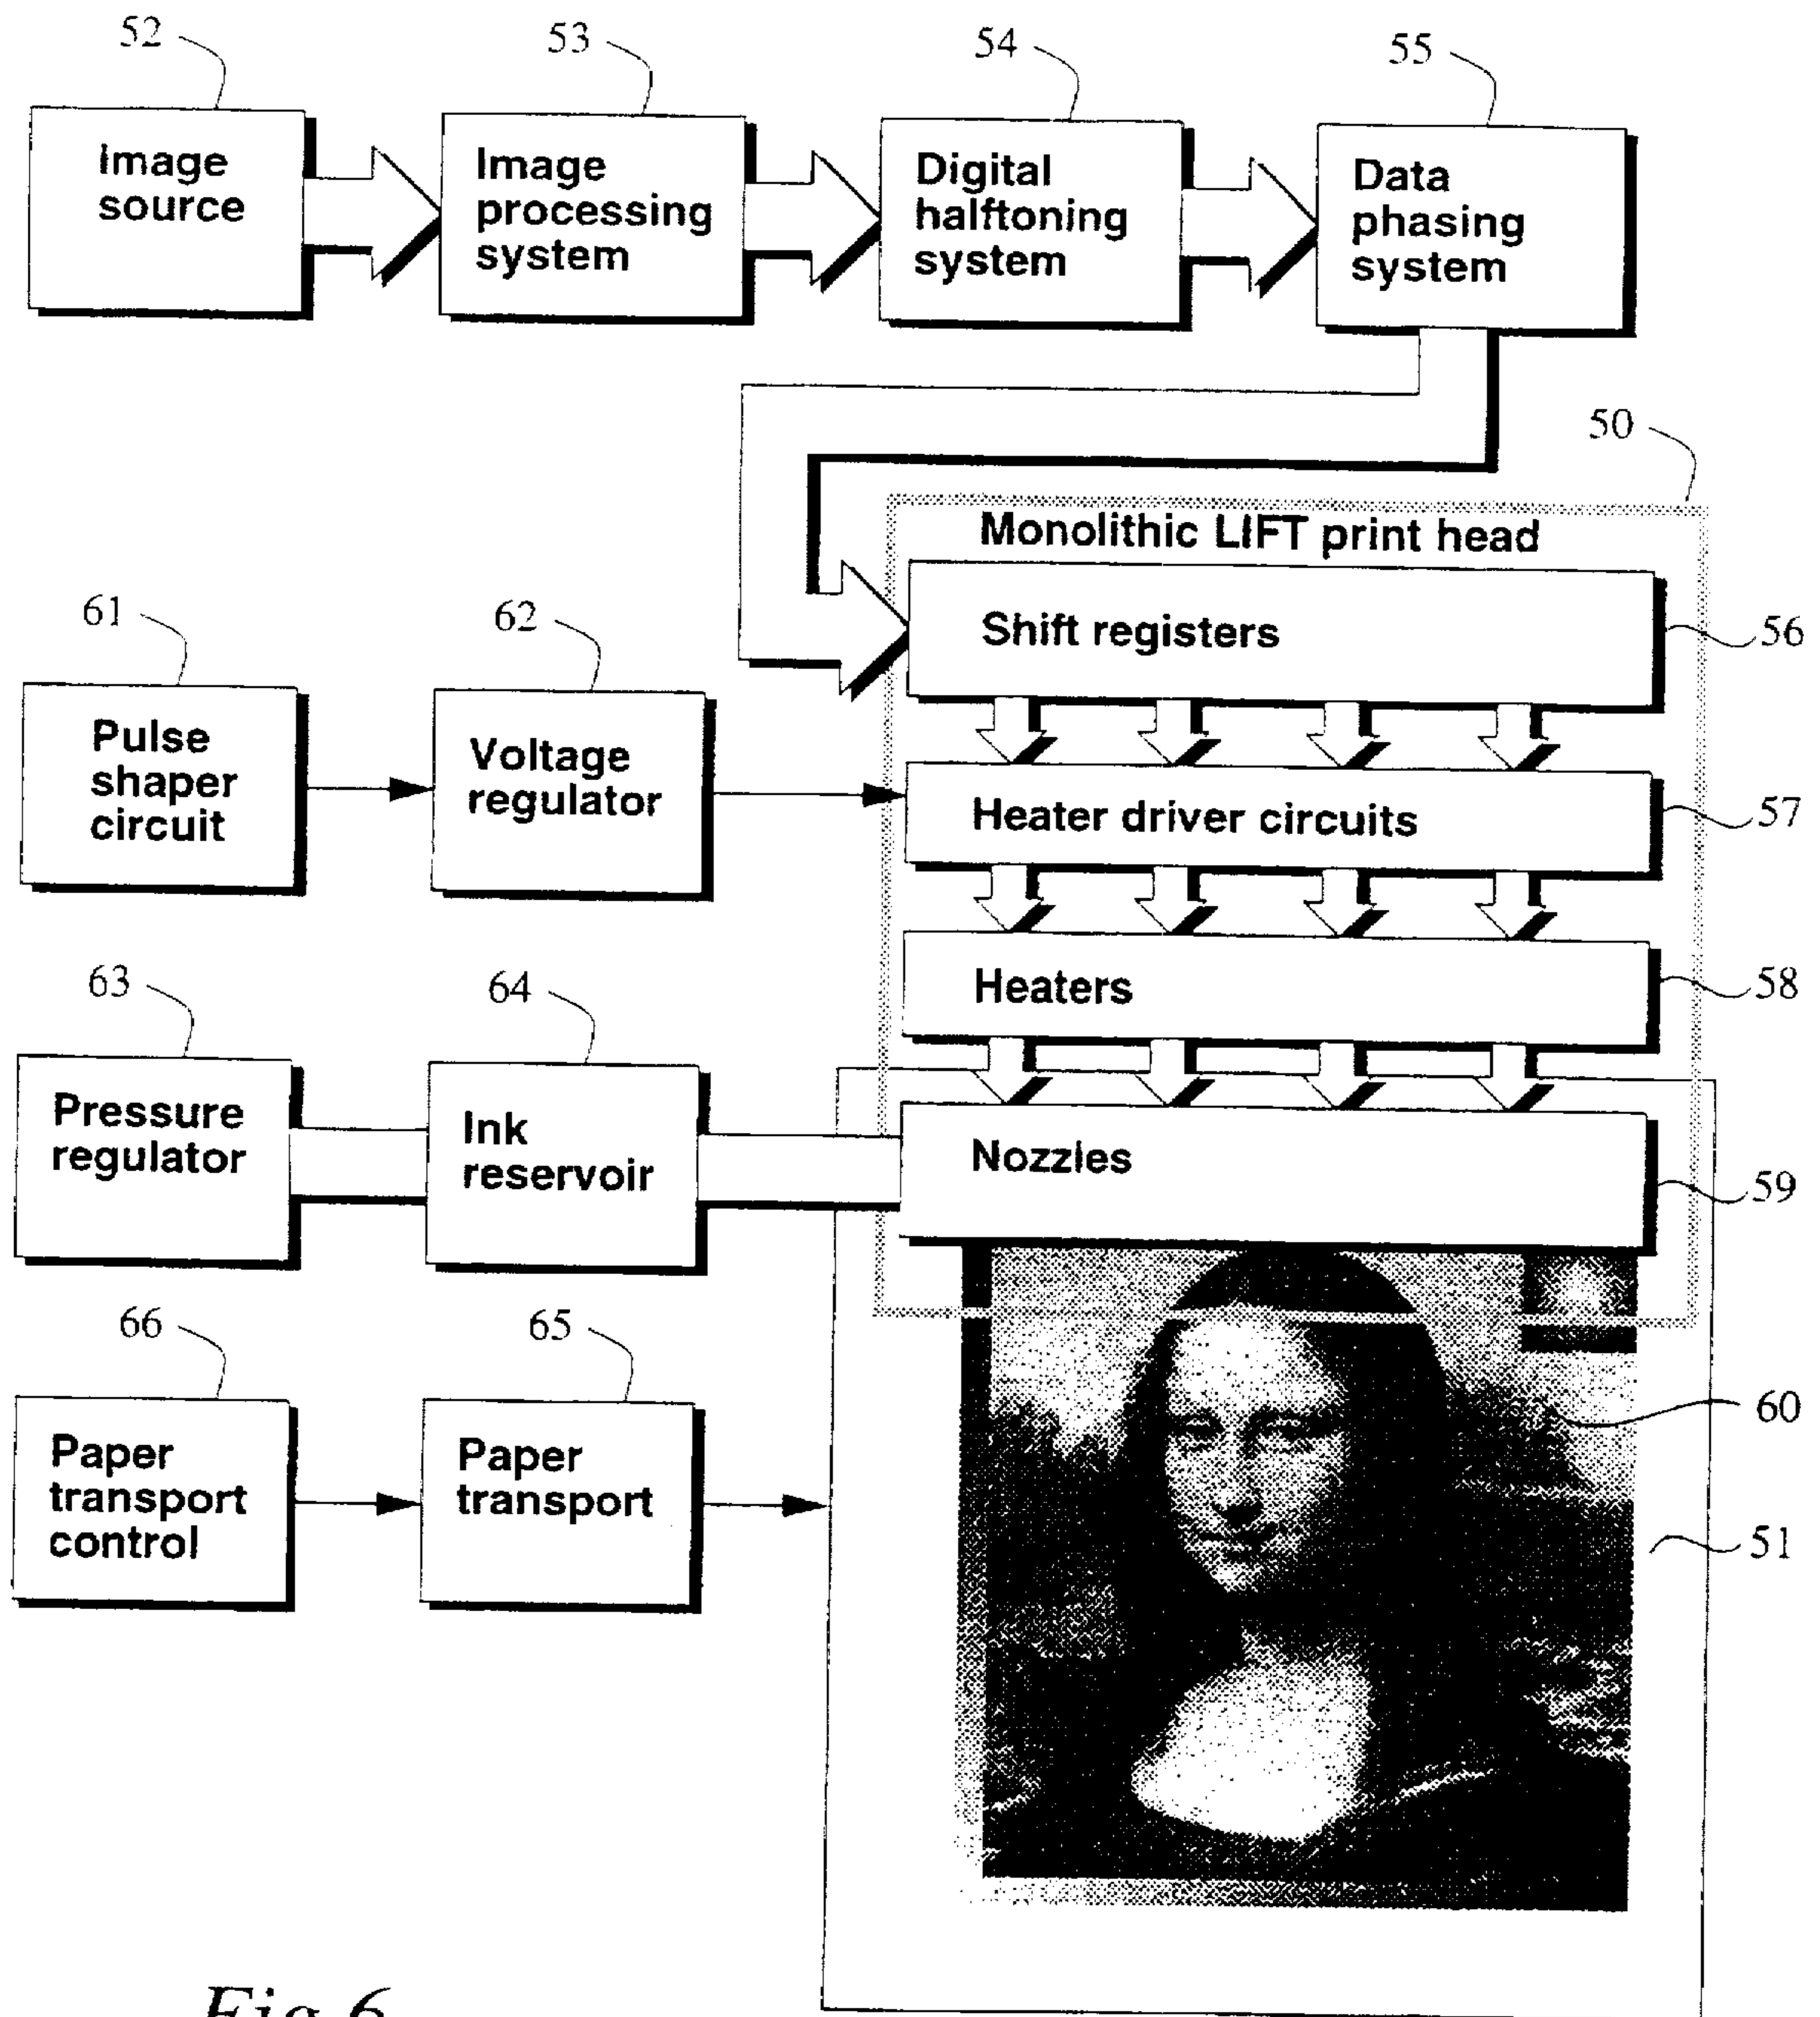 52
53
54
55
Image
source
Image
processing
system
Digital
halftoning
system
Data
phasing
system
50
Monolithic LIFT print head
Shift registers
56
61
62
Pulse
shaper
circuit
Voltage
regulator
Heater driver circuits
57
63
64
Heaters
58
Pressure
regulator
Ink
reservoir
Nozzles
59
66
65
60
Paper
transport
control
Paper
transport
51
Fig 6